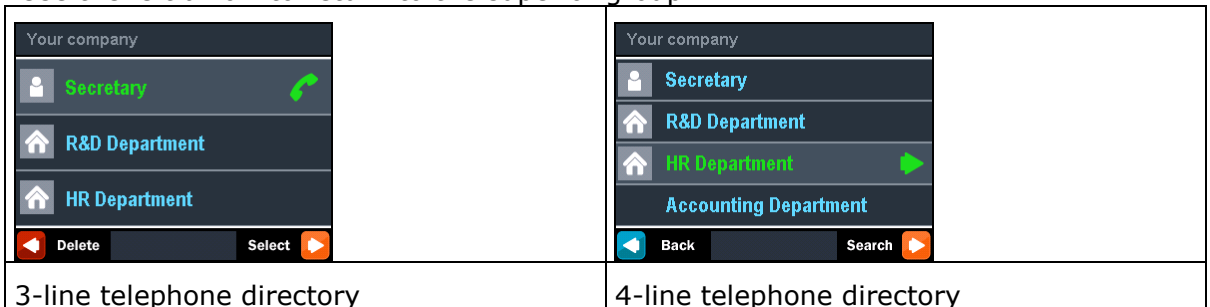 Your company
Secretary
R&D Department
HR Department
Delete Select
3-line telephone directory
Your company
Secretary
R&D Department
HR Department
Accounting Department
Back Search
4-line telephone directory